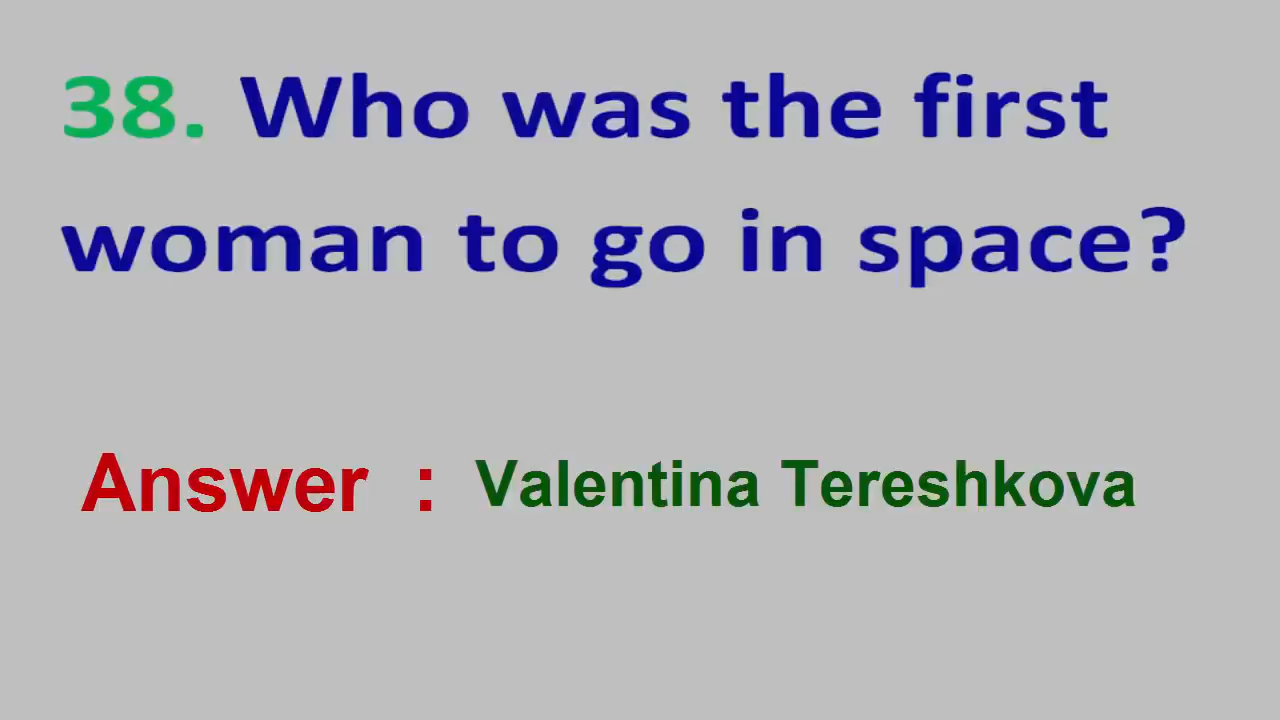 38. Who was the first
woman to go in space?
Answer : Valentina Tereshkova